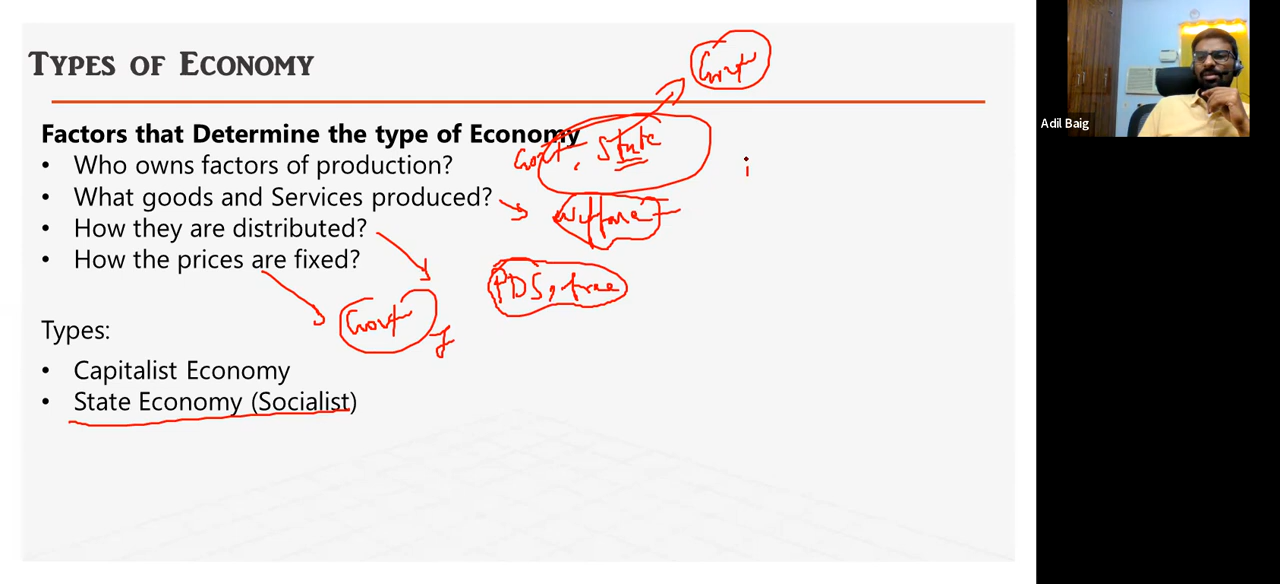 TYPES OF ECONOMY
Govt
Factors that Determine the type of Economy
Govt, State
• Who owns factors of production?
• What goods and Services produced?
Welfare
• How they are distributed?
• How the prices are fixed?
PDS, free
Govt
Types:
• Capitalist Economy
• State Economy (Socialist)
Adil Baig